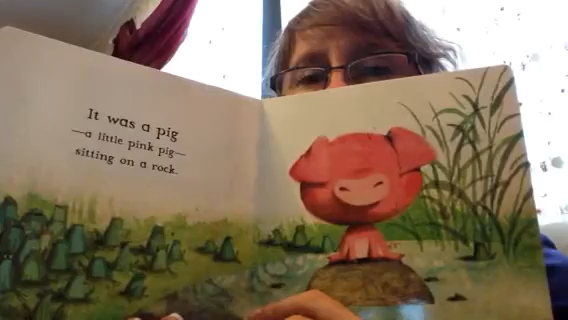 It was a pig
—a little pink pig—
sitting on a rock.